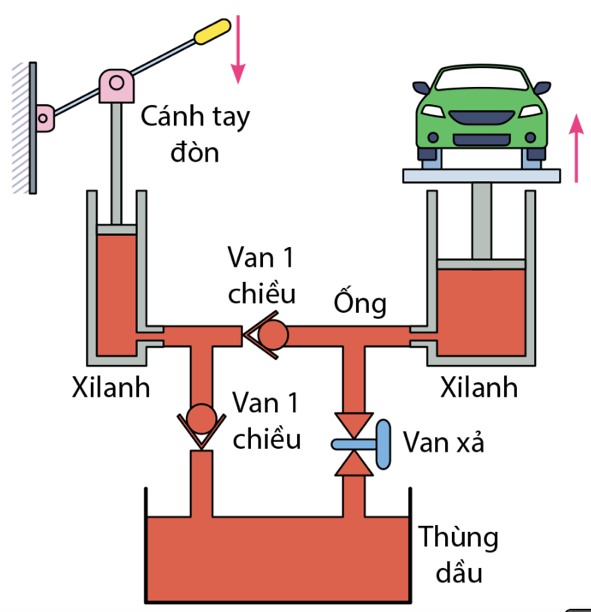 Cánh tay
đòn
Van 1
chiều
Ống
Xilanh
Van 1
chiều
Xilanh
Van xả
Thùng
dầu